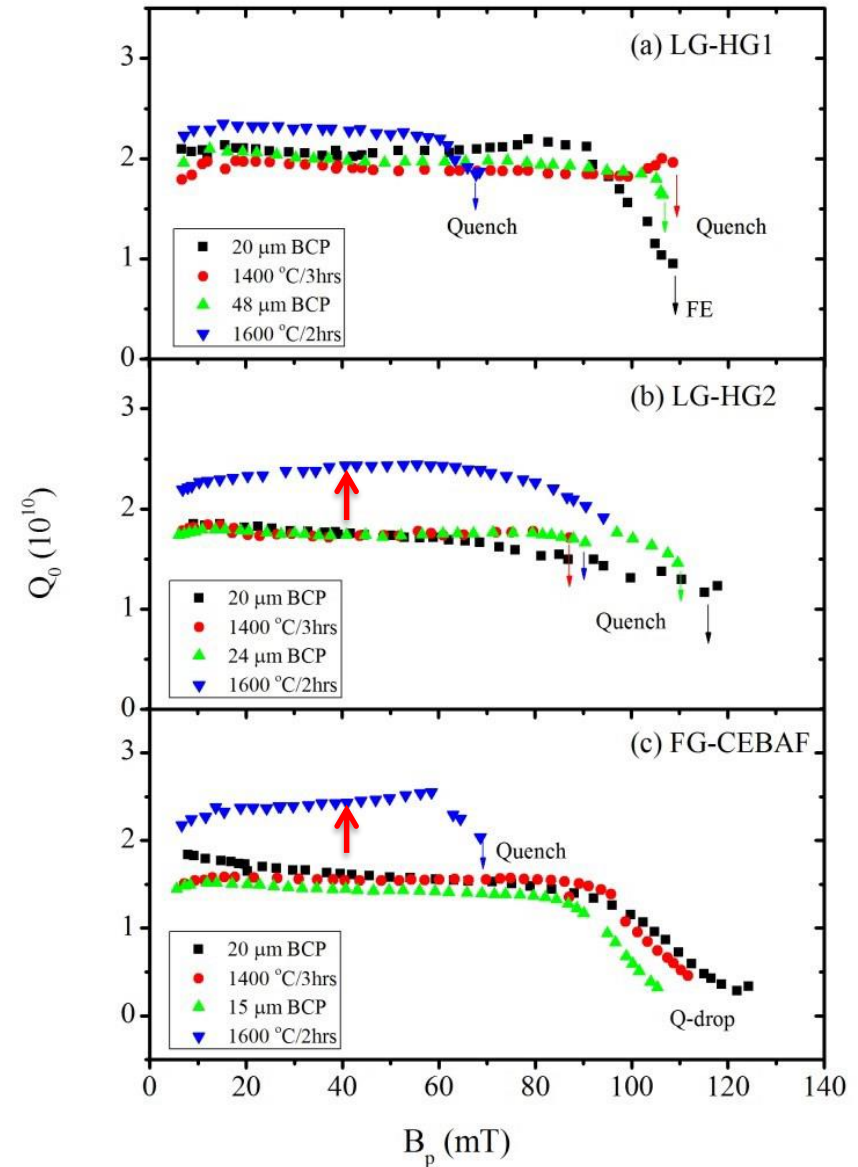 (a) LG-HG1
3
2
1
0
Quench
Quench
FE
20 μm BCP
1400 °C/3hrs
48 μm BCP
1600 °C/2hrs
(b) LG-HG2
3
2
1
0
Quench
20 μm BCP
1400 °C/3hrs
24 μm BCP
1600 °C/2hrs
Q₀ (10¹⁰)
(c) FG-CEBAF
3
2
1
0
Quench
Q-drop
20 μm BCP
1400 °C/3hrs
15 μm BCP
1600 °C/2hrs
0 20 40 60 80 100 120 140
Bₚ (mT)